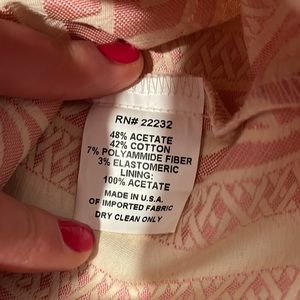 RN# 22232
48% ACETATE
42% COTTON
7% POLYAMMIDE FIBER
3% ELASTOMERIC
LINING:
100% ACETATE
MADE IN U.S.A.
OF IMPORTED FABRIC
DRY CLEAN ONLY